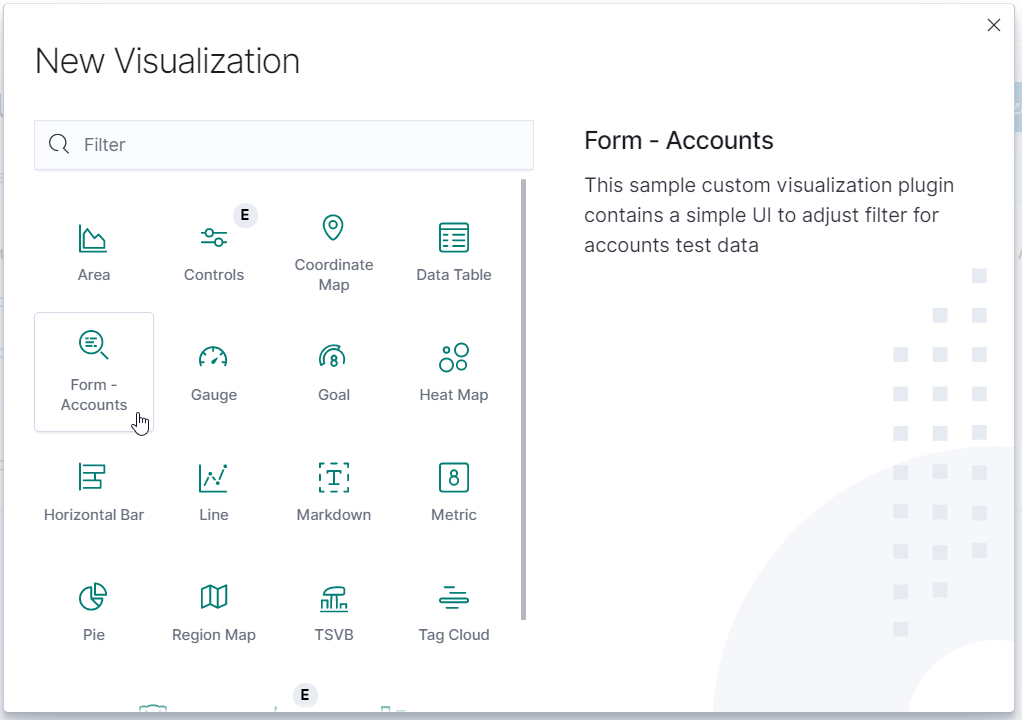 New Visualization
Filter
Form - Accounts
This sample custom visualization plugin
contains a simple UI to adjust filter for
accounts test data
E
Area
Controls
Coordinate
Map
Data Table
Form -
Accounts
Gauge
8
Goal
Heat Map
Horizontal Bar
Line
T
Markdown
8
Metric
Pie
Region Map
TSVB
Tag Cloud
E